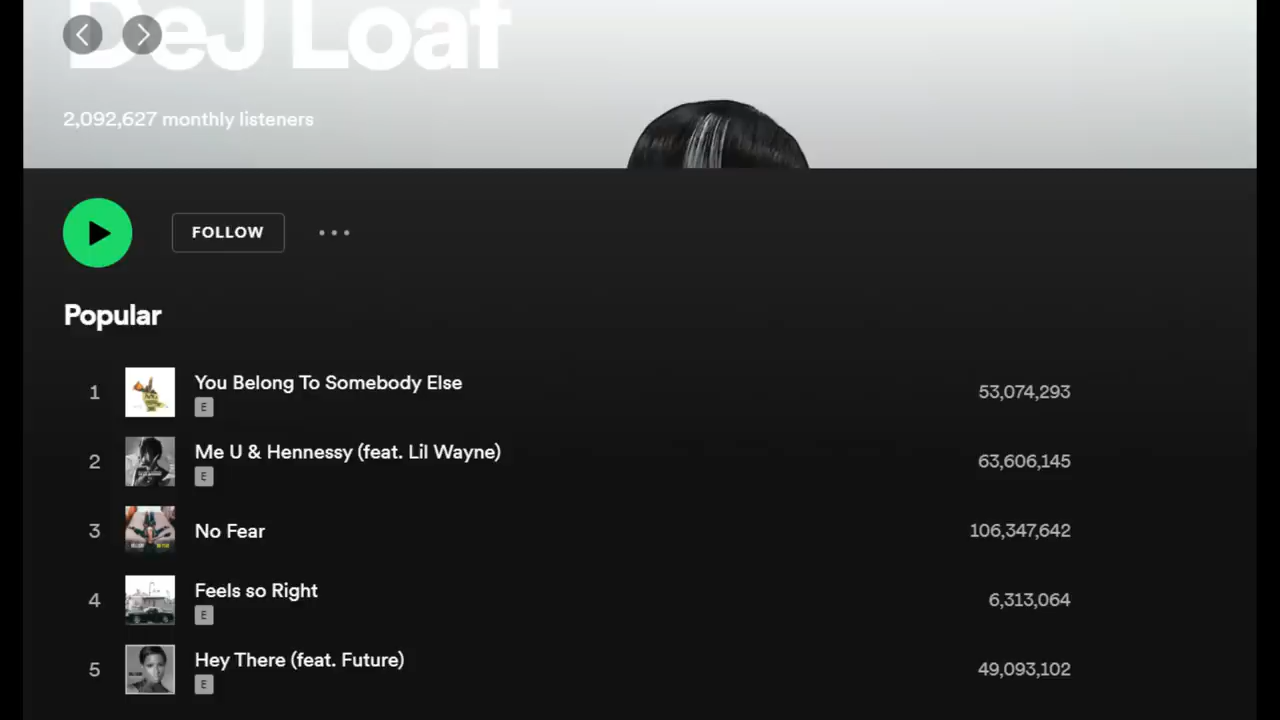 DeJ Loaf
2,092,627 monthly listeners
FOLLOW
Popular
1 You Belong To Somebody Else 53,074,293
E
2 Me U & Hennessy (feat. Lil Wayne) 63,606,145
E
3 No Fear 106,347,642
4 Feels so Right 6,313,064
E
5 Hey There (feat. Future) 49,093,102
E